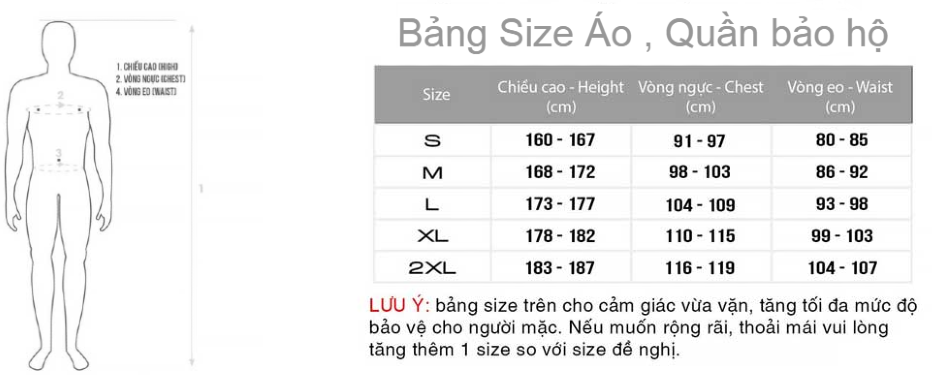 Bảng Size Áo , Quần bảo hộ
1. CHIỀU CAO (HIGH)
2. VÒNG NGỰC (CHEST)
4. VÒNG EO (WAIST)
2
3
1
Size Chiều cao - Height (cm) Vòng ngực - Chest (cm) Vòng eo - Waist (cm)
S 160 - 167 91 - 97 80 - 85
M 168 - 172 98 - 103 86 - 92
L 173 - 177 104 - 109 93 - 98
XL 178 - 182 110 - 115 99 - 103
2XL 183 - 187 116 - 119 104 - 107
LƯU Ý: bảng size trên cho cảm giác vừa vặn, tăng tối đa mức độ
bảo vệ cho người mặc. Nếu muốn rộng rãi, thoải mái vui lòng
tăng thêm 1 size so với size đề nghị.